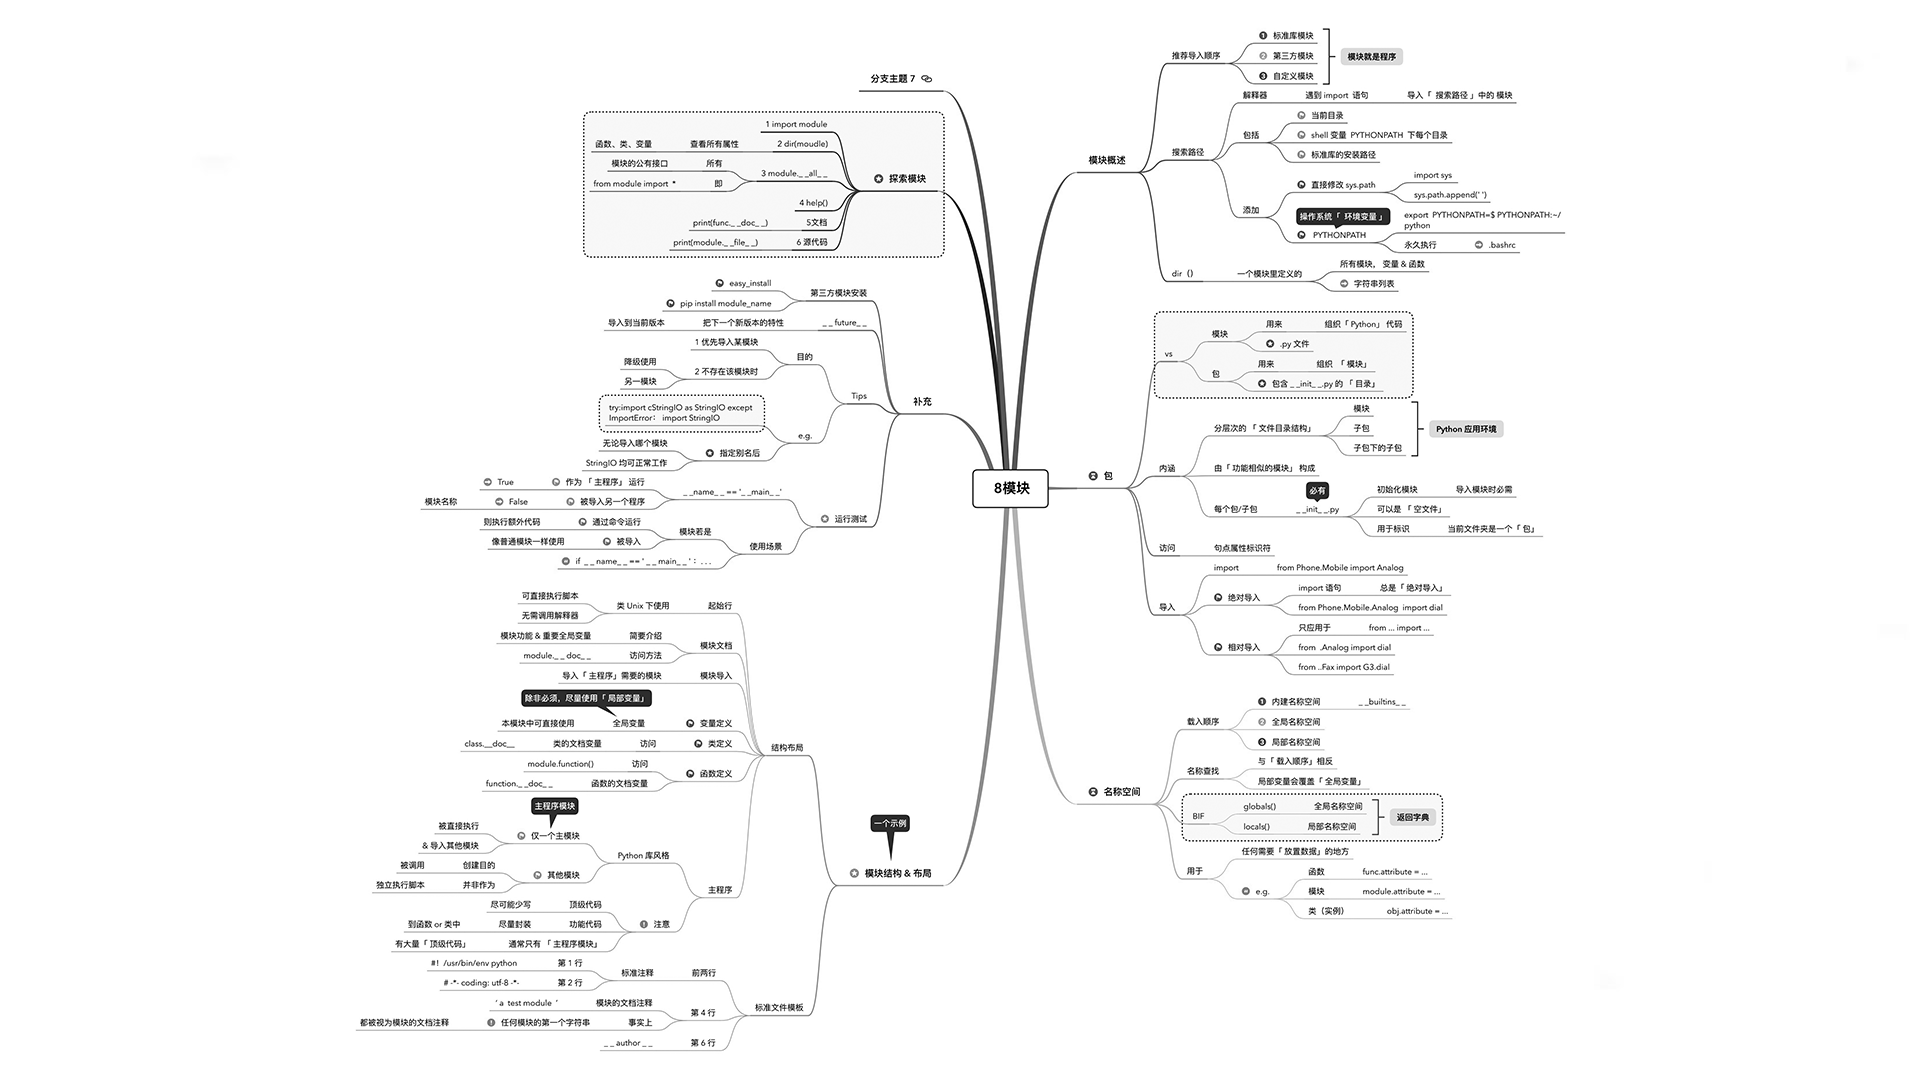 8模块
模块概述
推荐导入顺序
1 标准库模块
2 第三方模块
3 自定义模块
模块就是程序
搜索路径
解释器
遇到 import 语句
导入「 搜索路径 」中的 模块
包括
当前目录
shell 变量 PYTHONPATH 下每个目录
标准库的安装路径
添加
直接修改 sys.path
import sys
sys.path.append(' ')
操作系统「 环境变量 」
PYTHONPATH
export PYTHONPATH=$ PYTHONPATH:~/
python
永久执行
.bashrc
dir（）
一个模块里定义的
所有模块， 变量 & 函数
字符串列表
包
vs
模块
用来
组织「 Python」 代码
.py 文件
包
用来
组织 「 模块」
包含 _ _init_ _.py 的 「 目录」
内涵
分层次的 「 文件目录结构」
模块
子包
子包下的子包
Python 应用环境
由「 功能相似的模块」 构成
每个包/子包
必有
_ _init_ _.py
初始化模块
导入模块时必需
可以是 「 空文件」
用于标识
当前文件夹是一个「 包」
访问
句点属性标识符
导入
import
from Phone.Mobile import Analog
绝对导入
import 语句
总是「 绝对导入」
from Phone.Mobile.Analog import dial
相对导入
只应用于
from ... import ...
from .Analog import dial
from ..Fax import G3.dial
名称空间
载入顺序
1 内建名称空间
_ _builtins_ _
2 全局名称空间
3 局部名称空间
名称查找
与「 载入顺序」相反
局部变量会覆盖「 全局变量」
BIF
globals()
全局名称空间
locals()
局部名称空间
返回字典
用于
任何需要「 放置数据」的地方
e.g.
函数
func.attribute = ...
模块
module.attribute = ...
类（实例）
obj.attribute = ...
分支主题 7
探索模块
1 import module
2 dir(moudle)
查看所有属性
函数、类、变量
3 module._ _all_ _
所有
模块的公有接口
即
from module import *
4 help()
5文档
print(func._ _doc_ _)
6 源代码
print(module._ _file_ _)
补充
第三方模块安装
easy_install
pip install module_name
_ _ future_ _
把下一个新版本的特性
导入到当前版本
Tips
目的
1 优先导入某模块
2 不存在该模块时
降级使用
另一模块
e.g.
try:import cStringIO as StringIO except
ImportError： import StringIO
指定别名后
无论导入哪个模块
StringIO 均可正常工作
运行测试
_ _name_ _ == '_ _main_ _'
作为 「 主程序」 运行
True
被导入另一个程序
False
模块名称
使用场景
模块若是
通过命令运行
则执行额外代码
被导入
像普通模块一样使用
if _ _ name_ _ == ' _ _ main_ _ ' : . . .
模块结构 & 布局
一个示例
结构布局
起始行
类 Unix 下使用
可直接执行脚本
无需调用解释器
模块文档
简要介绍
模块功能 & 重要全局变量
访问方法
module._ _ doc_ _
模块导入
导入「 主程序」需要的模块
变量定义
除非必须，尽量使用「 局部变量」
全局变量
本模块中可直接使用
类定义
访问
类的文档变量
class.__doc__
函数定义
访问
module.function()
函数的文档变量
function._ _doc_ _
主程序
Python 库风格
主程序模块
仅一个主模块
被直接执行
& 导入其他模块
其他模块
创建目的
被调用
并非作为
独立执行脚本
注意
顶级代码
尽可能少写
功能代码
尽量封装
到函数 or 类中
通常只有 「 主程序模块」
有大量「 顶级代码」
标准文件模板
前两行
标准注释
第 1 行
#! /usr/bin/env python
第 2 行
# -*- coding: utf-8 -*-
第 4 行
模块的文档注释
' a test module '
事实上
任何模块的第一个字符串
都被视为模块的文档注释
第 6 行
_ _ author _ _